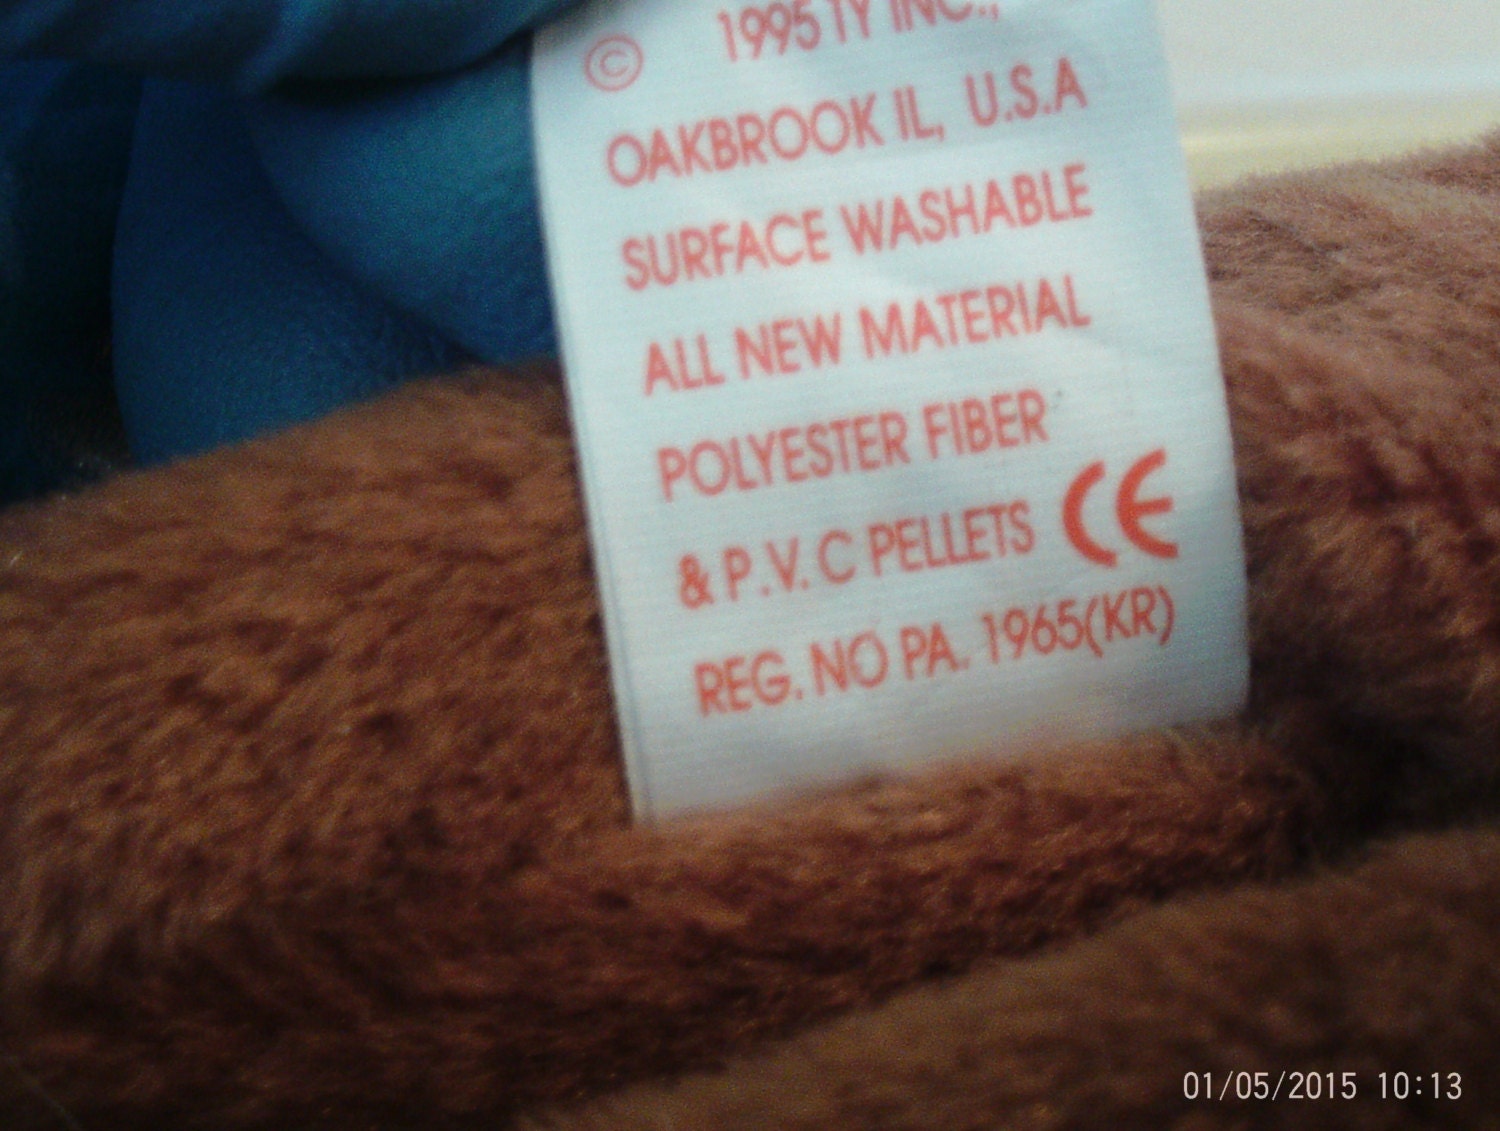 © 1995 TY INC.,
OAKBROOK IL, U.S.A
SURFACE WASHABLE
ALL NEW MATERIAL
POLYESTER FIBER
& P.V.C PELLETS CE
REG. NO PA. 1965(KR)
01/05/2015 10:13